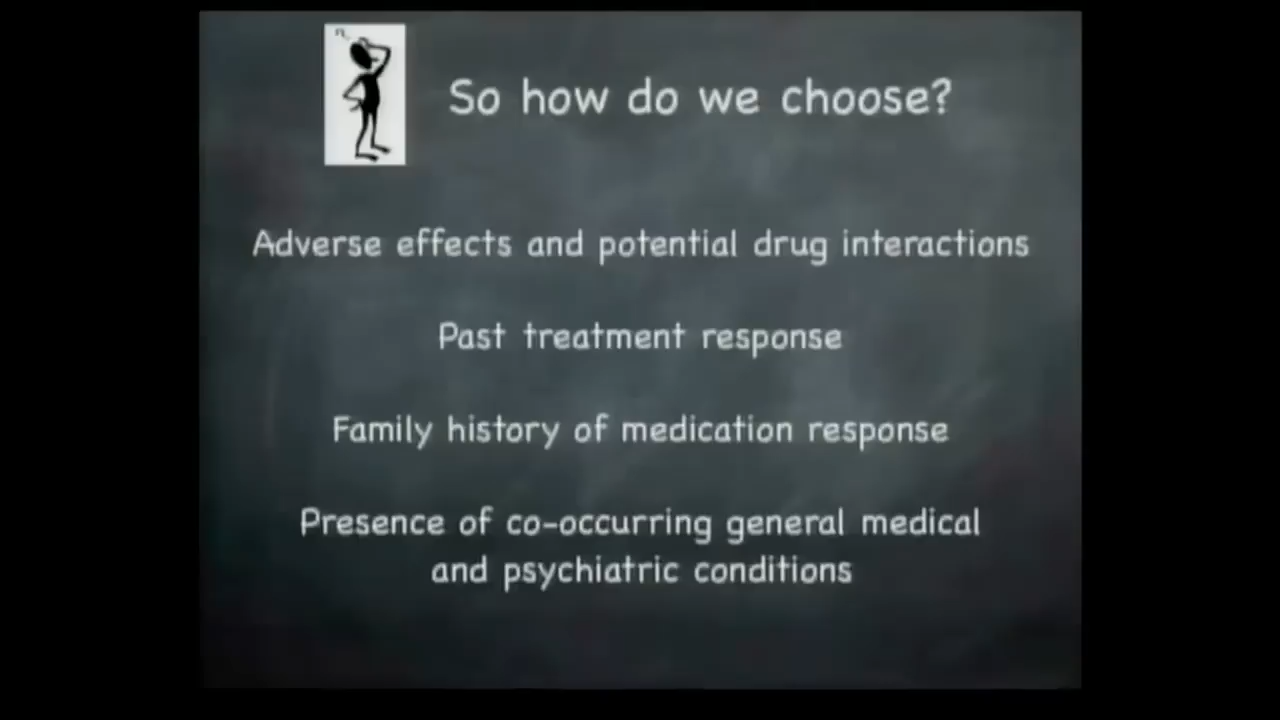 So how do we choose?
Adverse effects and potential drug interactions
Past treatment response
Family history of medication response
Presence of co-occurring general medical
and psychiatric conditions